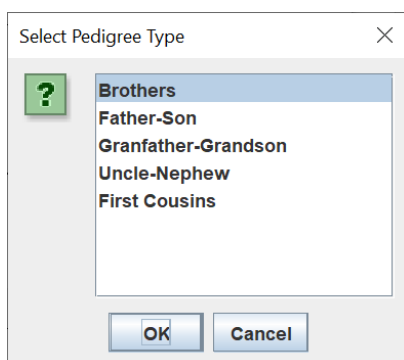 Select Pedigree Type
?
Brothers
Father-Son
Granfather-Grandson
Uncle-Nephew
First Cousins
OK
Cancel